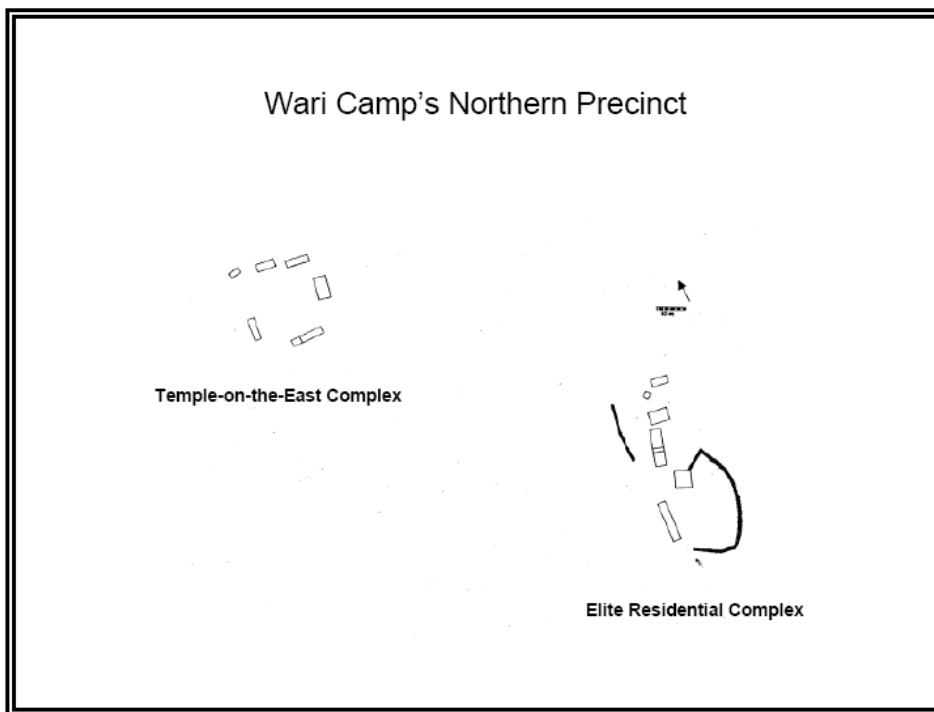 Wari Camp's Northern Precinct
Temple-on-the-East Complex
Elite Residential Complex